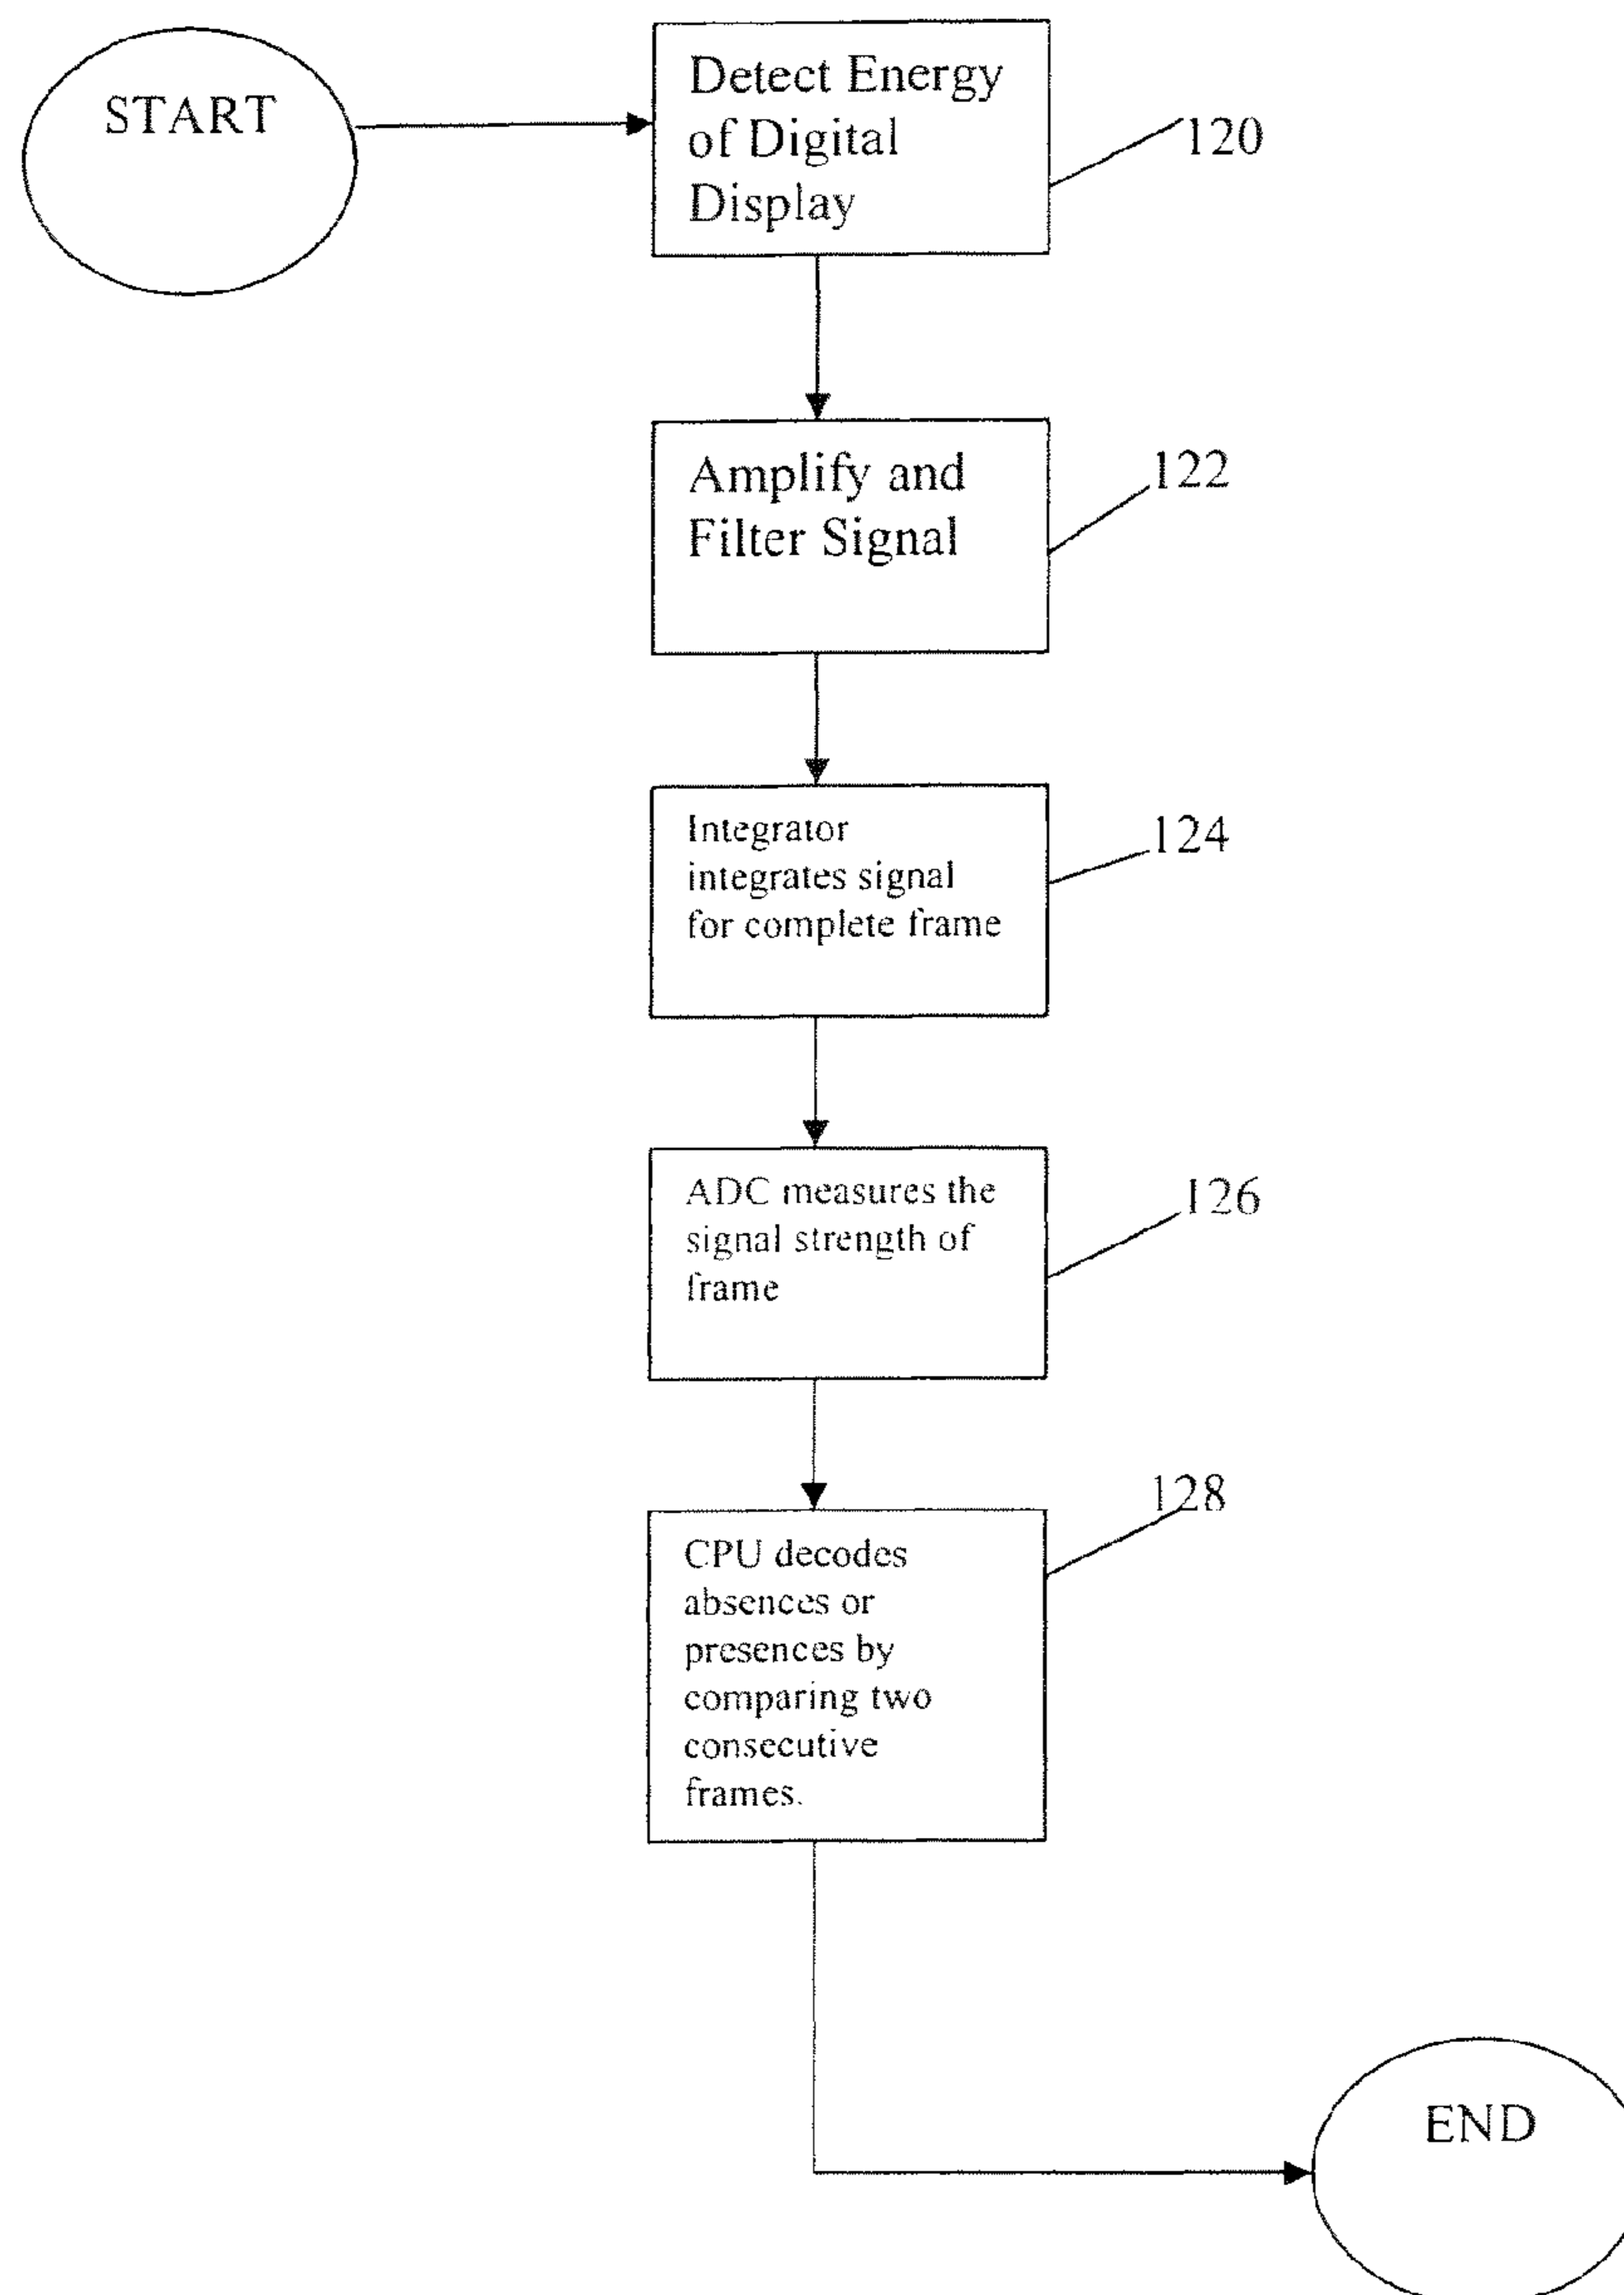 START
Detect Energy
of Digital
Display
120
Amplify and
Filter Signal
122
Integrator
integrates signal
for complete frame
124
ADC measures the
signal strength of
frame
126
CPU decodes
absences or
presences by
comparing two
consecutive
frames.
128
END